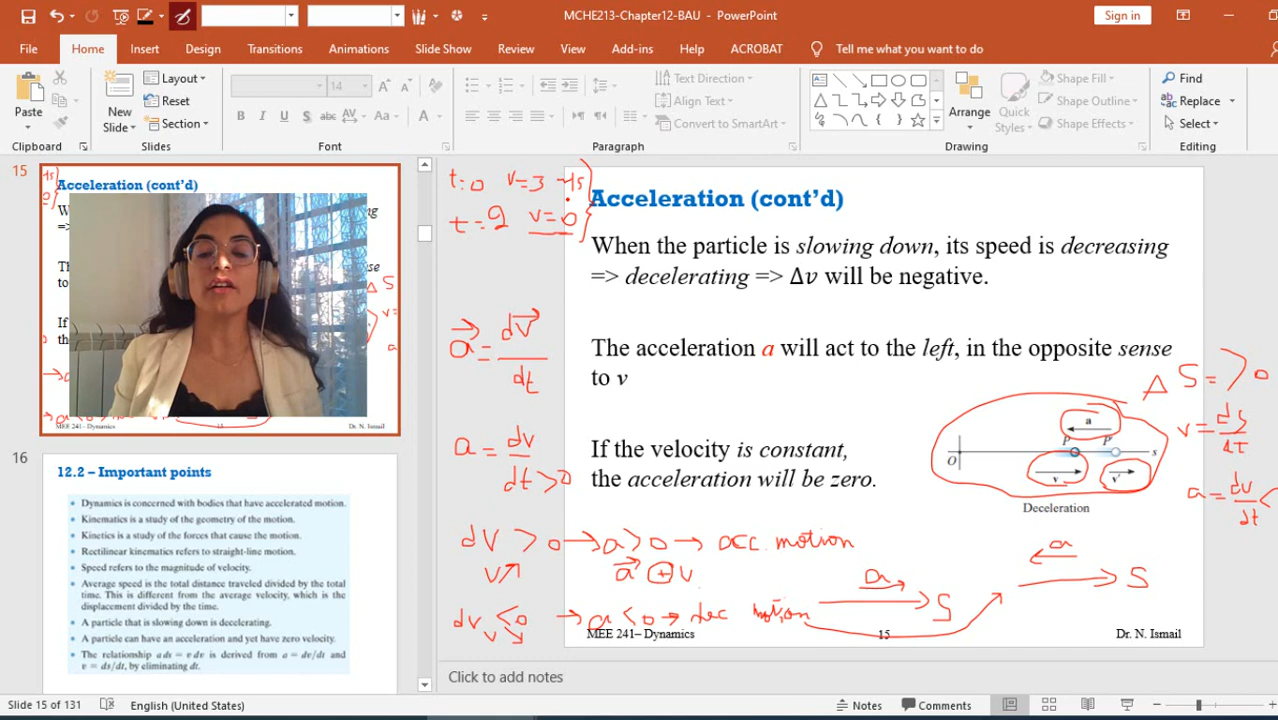 MCHE213-Chapter12-BAU - PowerPoint
Sign in
File Home Insert Design Transitions Animations Slide Show Review View Add-ins Help ACROBAT Tell me what you want to do
Paste
New Slide
Layout
Reset
Section
14
B I U S abc AV Aa A
Text Direction
Align Text
Convert to SmartArt
Arrange
Quick Styles
Shape Fill
Shape Outline
Shape Effects
Find
Replace
Select
Clipboard Slides Font Paragraph Drawing Editing
15
Acceleration (cont'd)
MEE 241– Dynamics 15 Dr. N. Ismail
16
12.2 – Important points
Dynamics is concerned with bodies that have accelerated motion.
Kinematics is a study of the geometry of the motion.
Kinetics is a study of the forces that cause the motion.
Rectilinear kinematics refers to straight-line motion.
Speed refers to the magnitude of velocity.
Average speed is the total distance traveled divided by the total
time. This is different from the average velocity, which is the
displacement divided by the time.
A particle that is slowing down is decelerating.
A particle can have an acceleration and yet have zero velocity.
The relationship a ds = v dv is derived from a = dv/dt and
v = ds/dt, by eliminating dt.
t=0 v=3
t=2 v=0
Acceleration (cont'd)
When the particle is slowing down, its speed is decreasing
=> decelerating => Δv will be negative.
a = dv
dt
The acceleration a will act to the left, in the opposite sense
to v
Δ S = > 0
v = ds
dt
a = dv
dt > 0
If the velocity is constant,
the acceleration will be zero.
a
P P'
O s
v v'
Deceleration
a = dv <
dt
dv > 0 → a > 0 → acc. motion
v↗ a ⊕ v
a S
a S
dv < 0 → a < 0 → dec motion
v↘
MEE 241– Dynamics 15 Dr. N. Ismail
Click to add notes
Slide 15 of 131 English (United States) Notes Comments